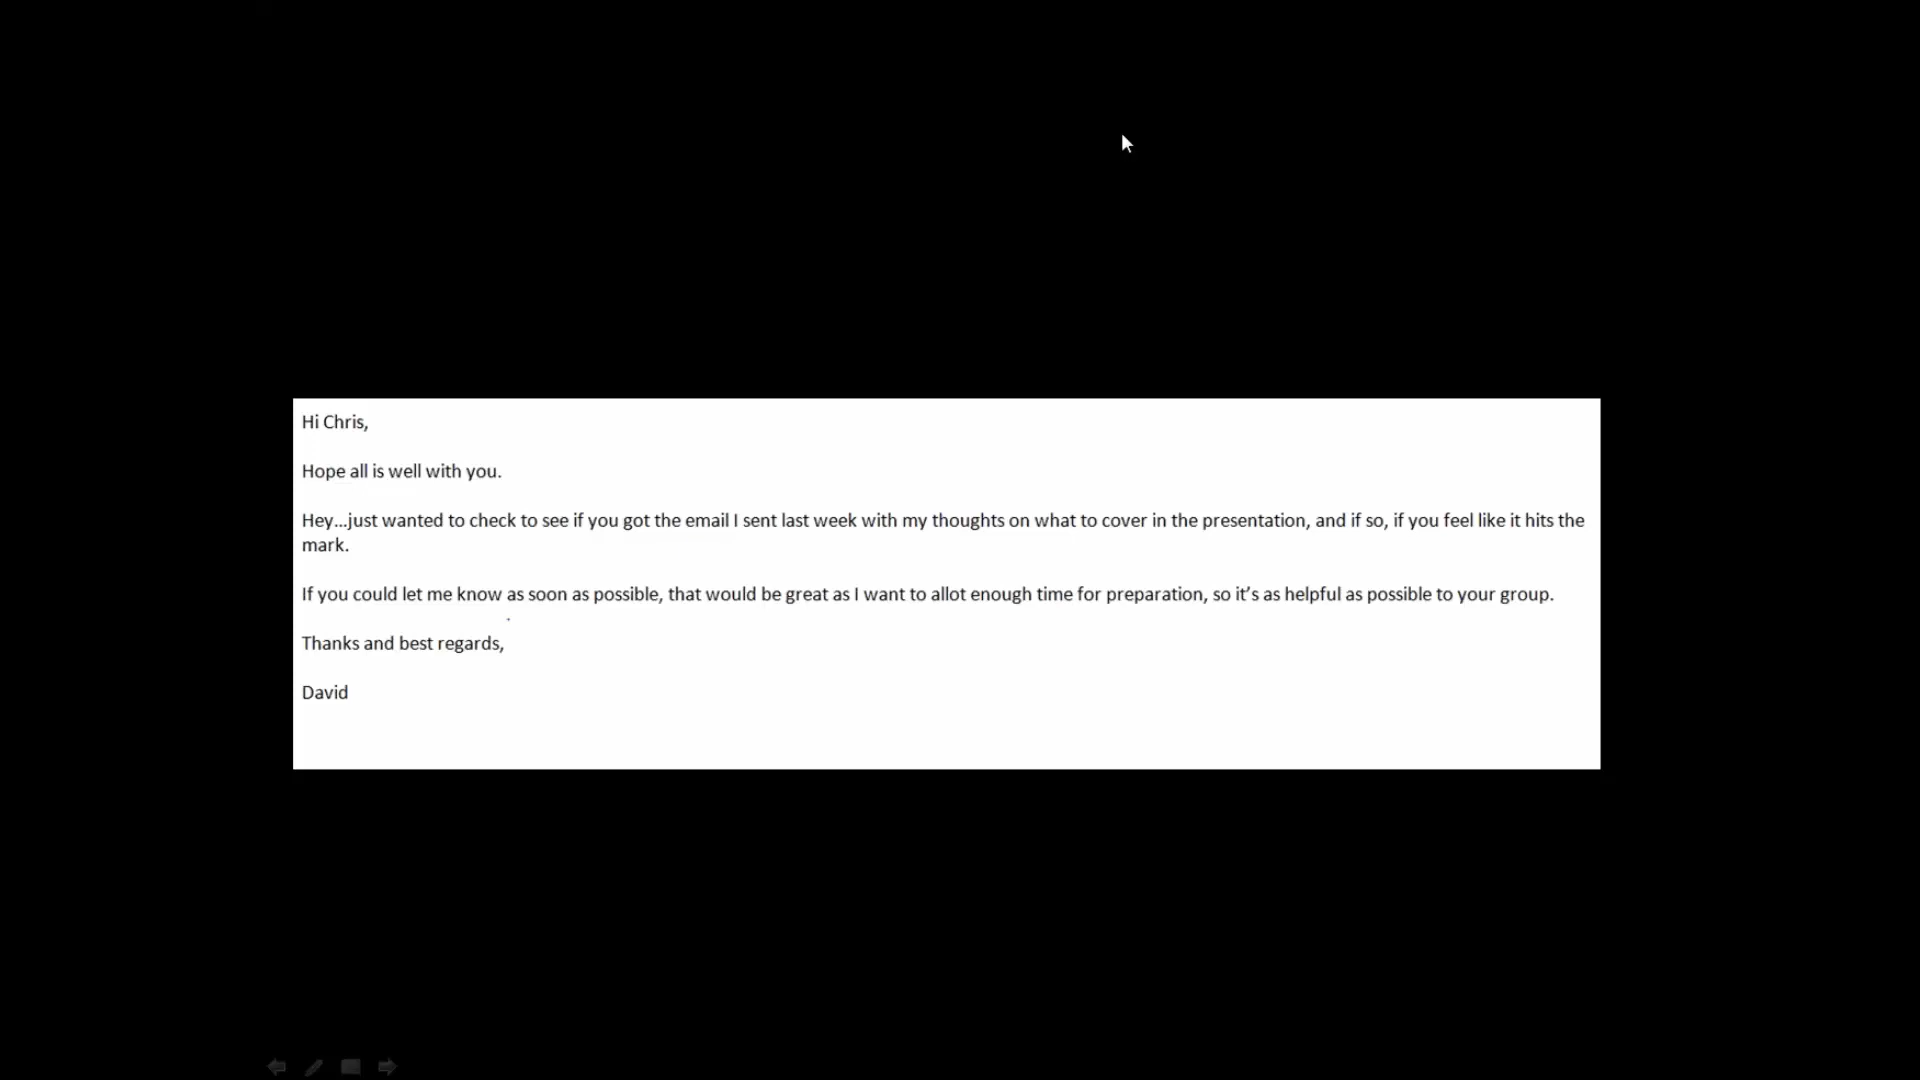 Hi Chris,
Hope all is well with you.
Hey...just wanted to check to see if you got the email I sent last week with my thoughts on what to cover in the presentation, and if so, if you feel like it hits the
mark.
If you could let me know as soon as possible, that would be great as I want to allot enough time for preparation, so it’s as helpful as possible to your group.
Thanks and best regards,
David